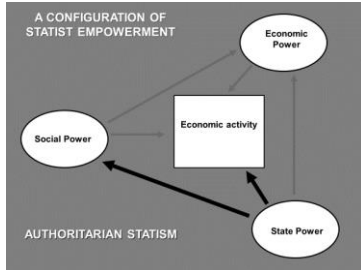 A CONFIGURATION OF
STATIST EMPOWERMENT
Economic
Power
Social Power
Economic activity
State Power
AUTHORITARIAN STATISM